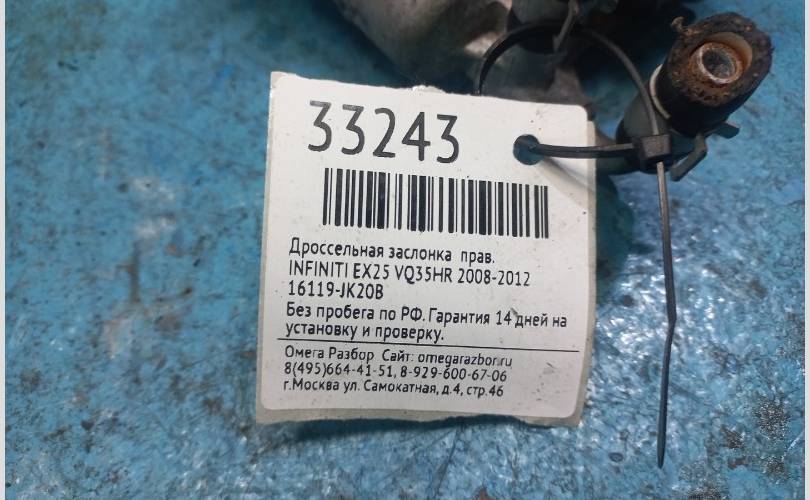 33243
Дроссельная заслонка прав.
INFINITI EX25 VQ35HR 2008-2012
16119-JK20B
Без пробега по РФ. Гарантия 14 дней на
установку и проверку.
Омега Разбор Сайт: omegarazbor.ru
8(495)664-41-51, 8-929-600-67-06
г.Москва ул. Самокатная, д.4, стр.46